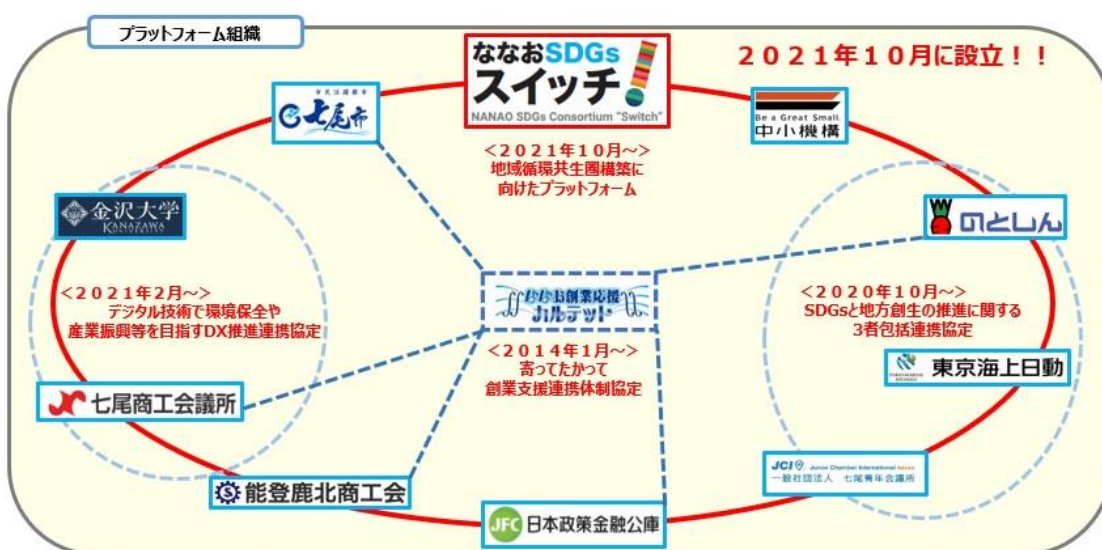 プラットフォーム組織
ななおSDGs
スイッチ!
NANAO SDGs Consortium "Switch"
2021年10月に設立!!
市民活躍都市
七尾市
Be a Great Small.
中小機構
<2021年10月~>
地域循環共生圏構築に
向けたプラットフォーム
金沢大学
KANAZAWA
UNIVERSITY
のとしん
<2021年2月~>
デジタル技術で環境保全や
産業振興等を目指すDX推進連携協定
ななお創業応援
カルテット
<2020年10月~>
SDGsと地方創生の推進に関する
3者包括連携協定
<2014年1月~>
寄ってたかって
創業支援連携体制協定
東京海上日動
七尾商工会議所
JCI Junior Chamber International
一般社団法人 七尾青年会議所
能登鹿北商工会
JFC 日本政策金融公庫